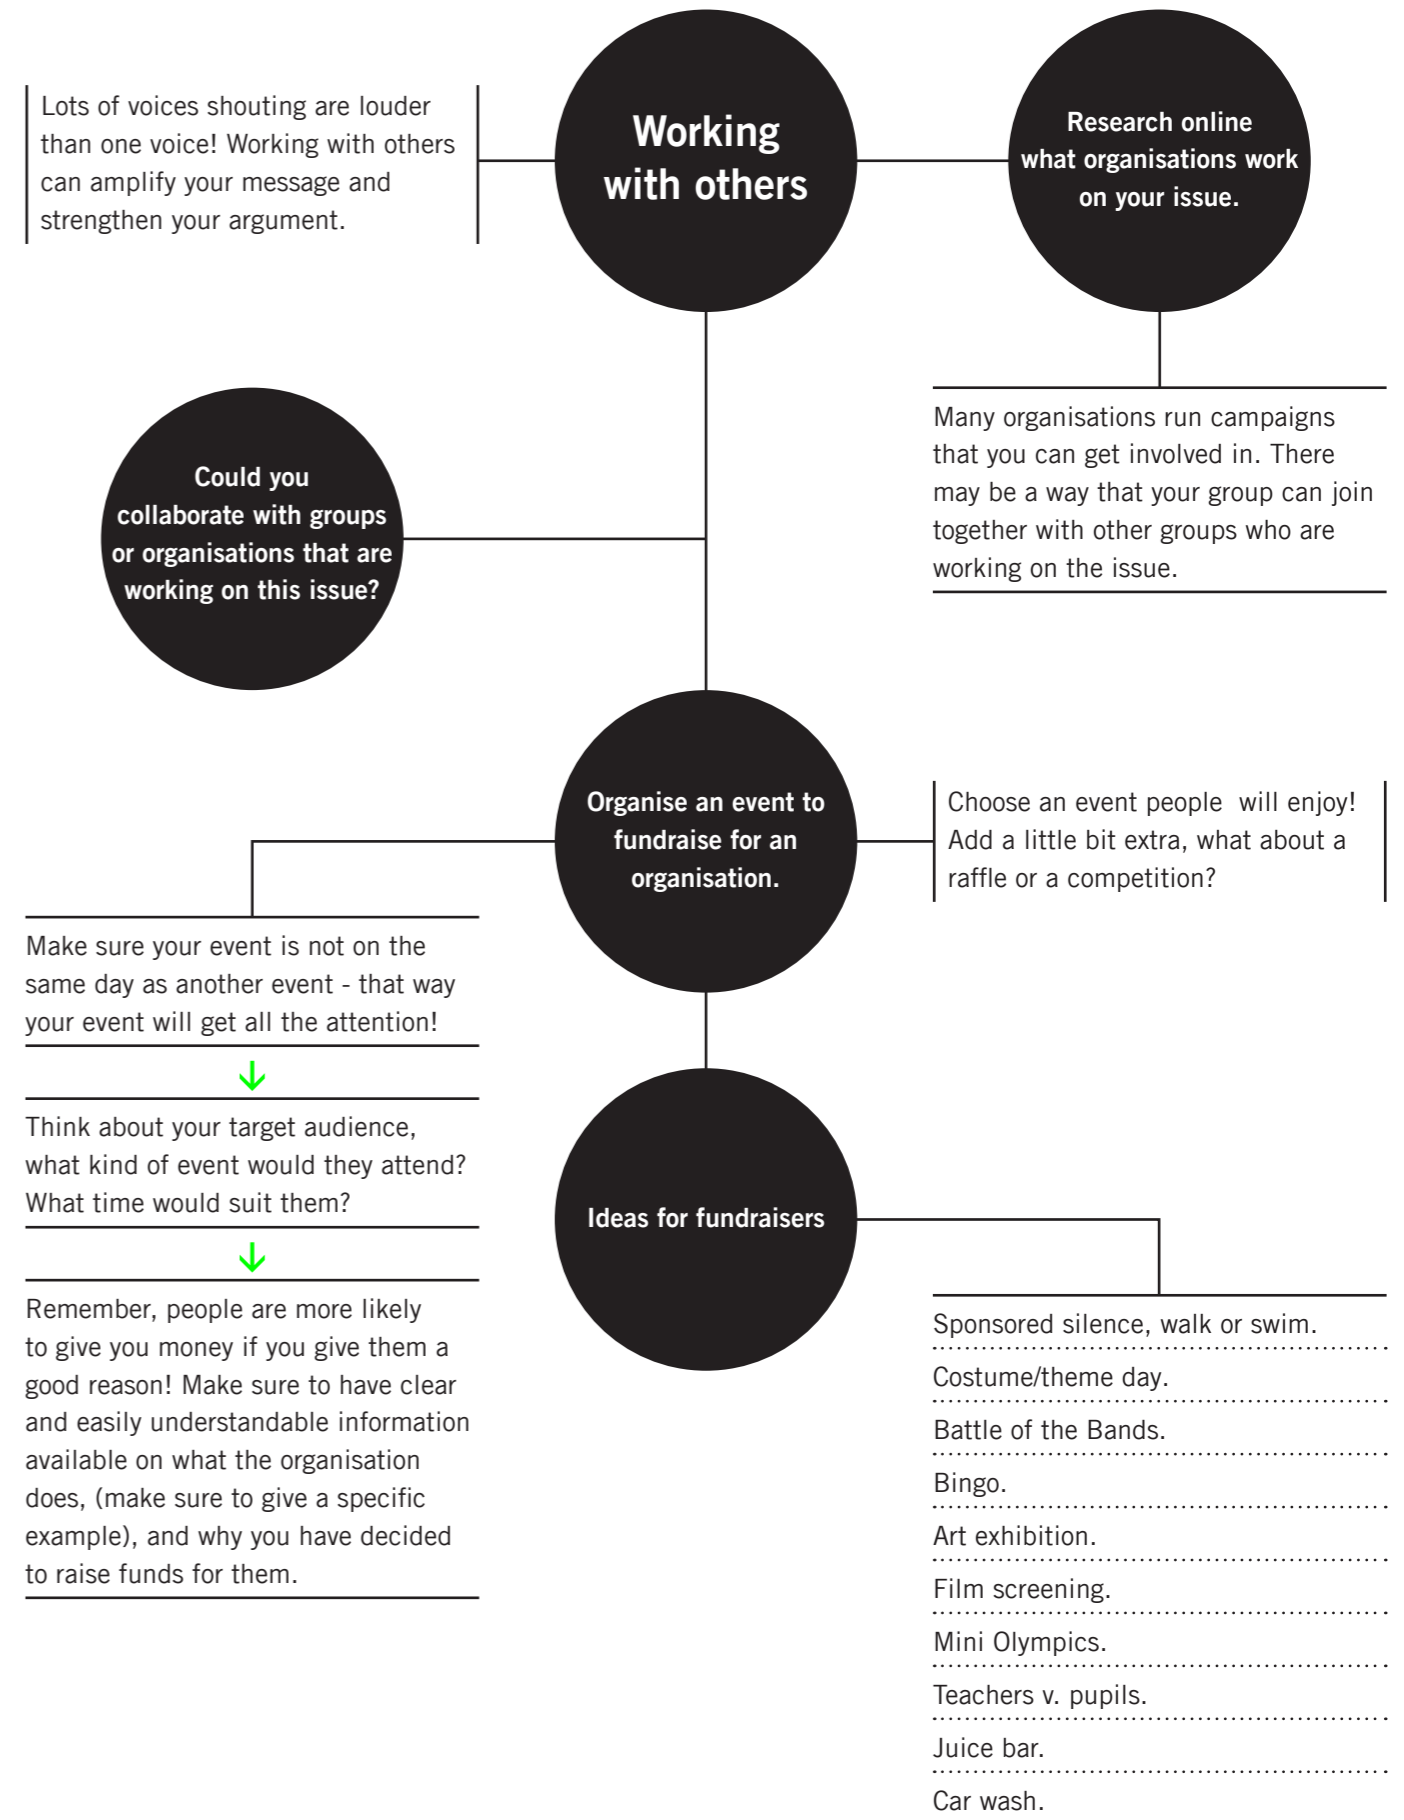 Lots of voices shouting are louder
than one voice! Working with others
can amplify your message and
strengthen your argument.
Working
with others
Research online
what organisations work
on your issue.
Many organisations run campaigns
that you can get involved in. There
may be a way that your group can join
together with other groups who are
working on the issue.
Could you
collaborate with groups
or organisations that are
working on this issue?
Organise an event to
fundraise for an
organisation.
Choose an event people  will enjoy!
Add a little bit extra, what about a
raffle or a competition?
Make sure your event is not on the
same day as another event - that way
your event will get all the attention!
Think about your target audience,
what kind of event would they attend?
What time would suit them?
Remember, people are more likely
to give you money if you give them a
good reason! Make sure to have clear
and easily understandable information
available on what the organisation
does, (make sure to give a specific
example), and why you have decided
to raise funds for them.
Ideas for fundraisers
Sponsored silence, walk or swim.
Costume/theme day.
Battle of the Bands.
Bingo.
Art exhibition.
Film screening.
Mini Olympics.
Teachers v. pupils.
Juice bar.
Car wash.